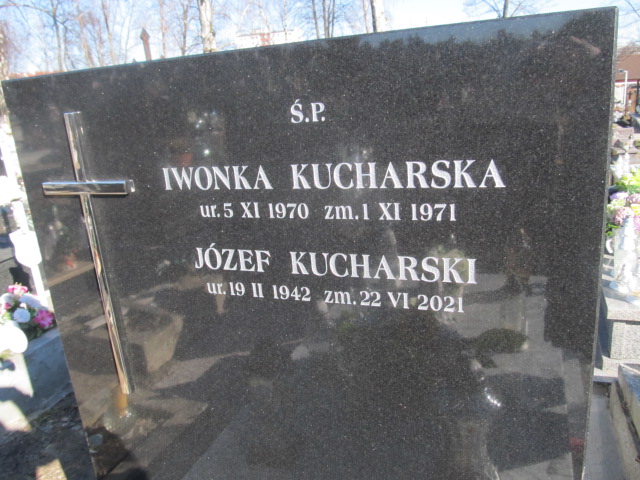 Ś.P.
IWONKA KUCHARSKA
ur. 5 XI 1970 zm. 1 XI 1971
JÓZEF KUCHARSKI
ur. 19 II 1942 zm. 22 VI 2021